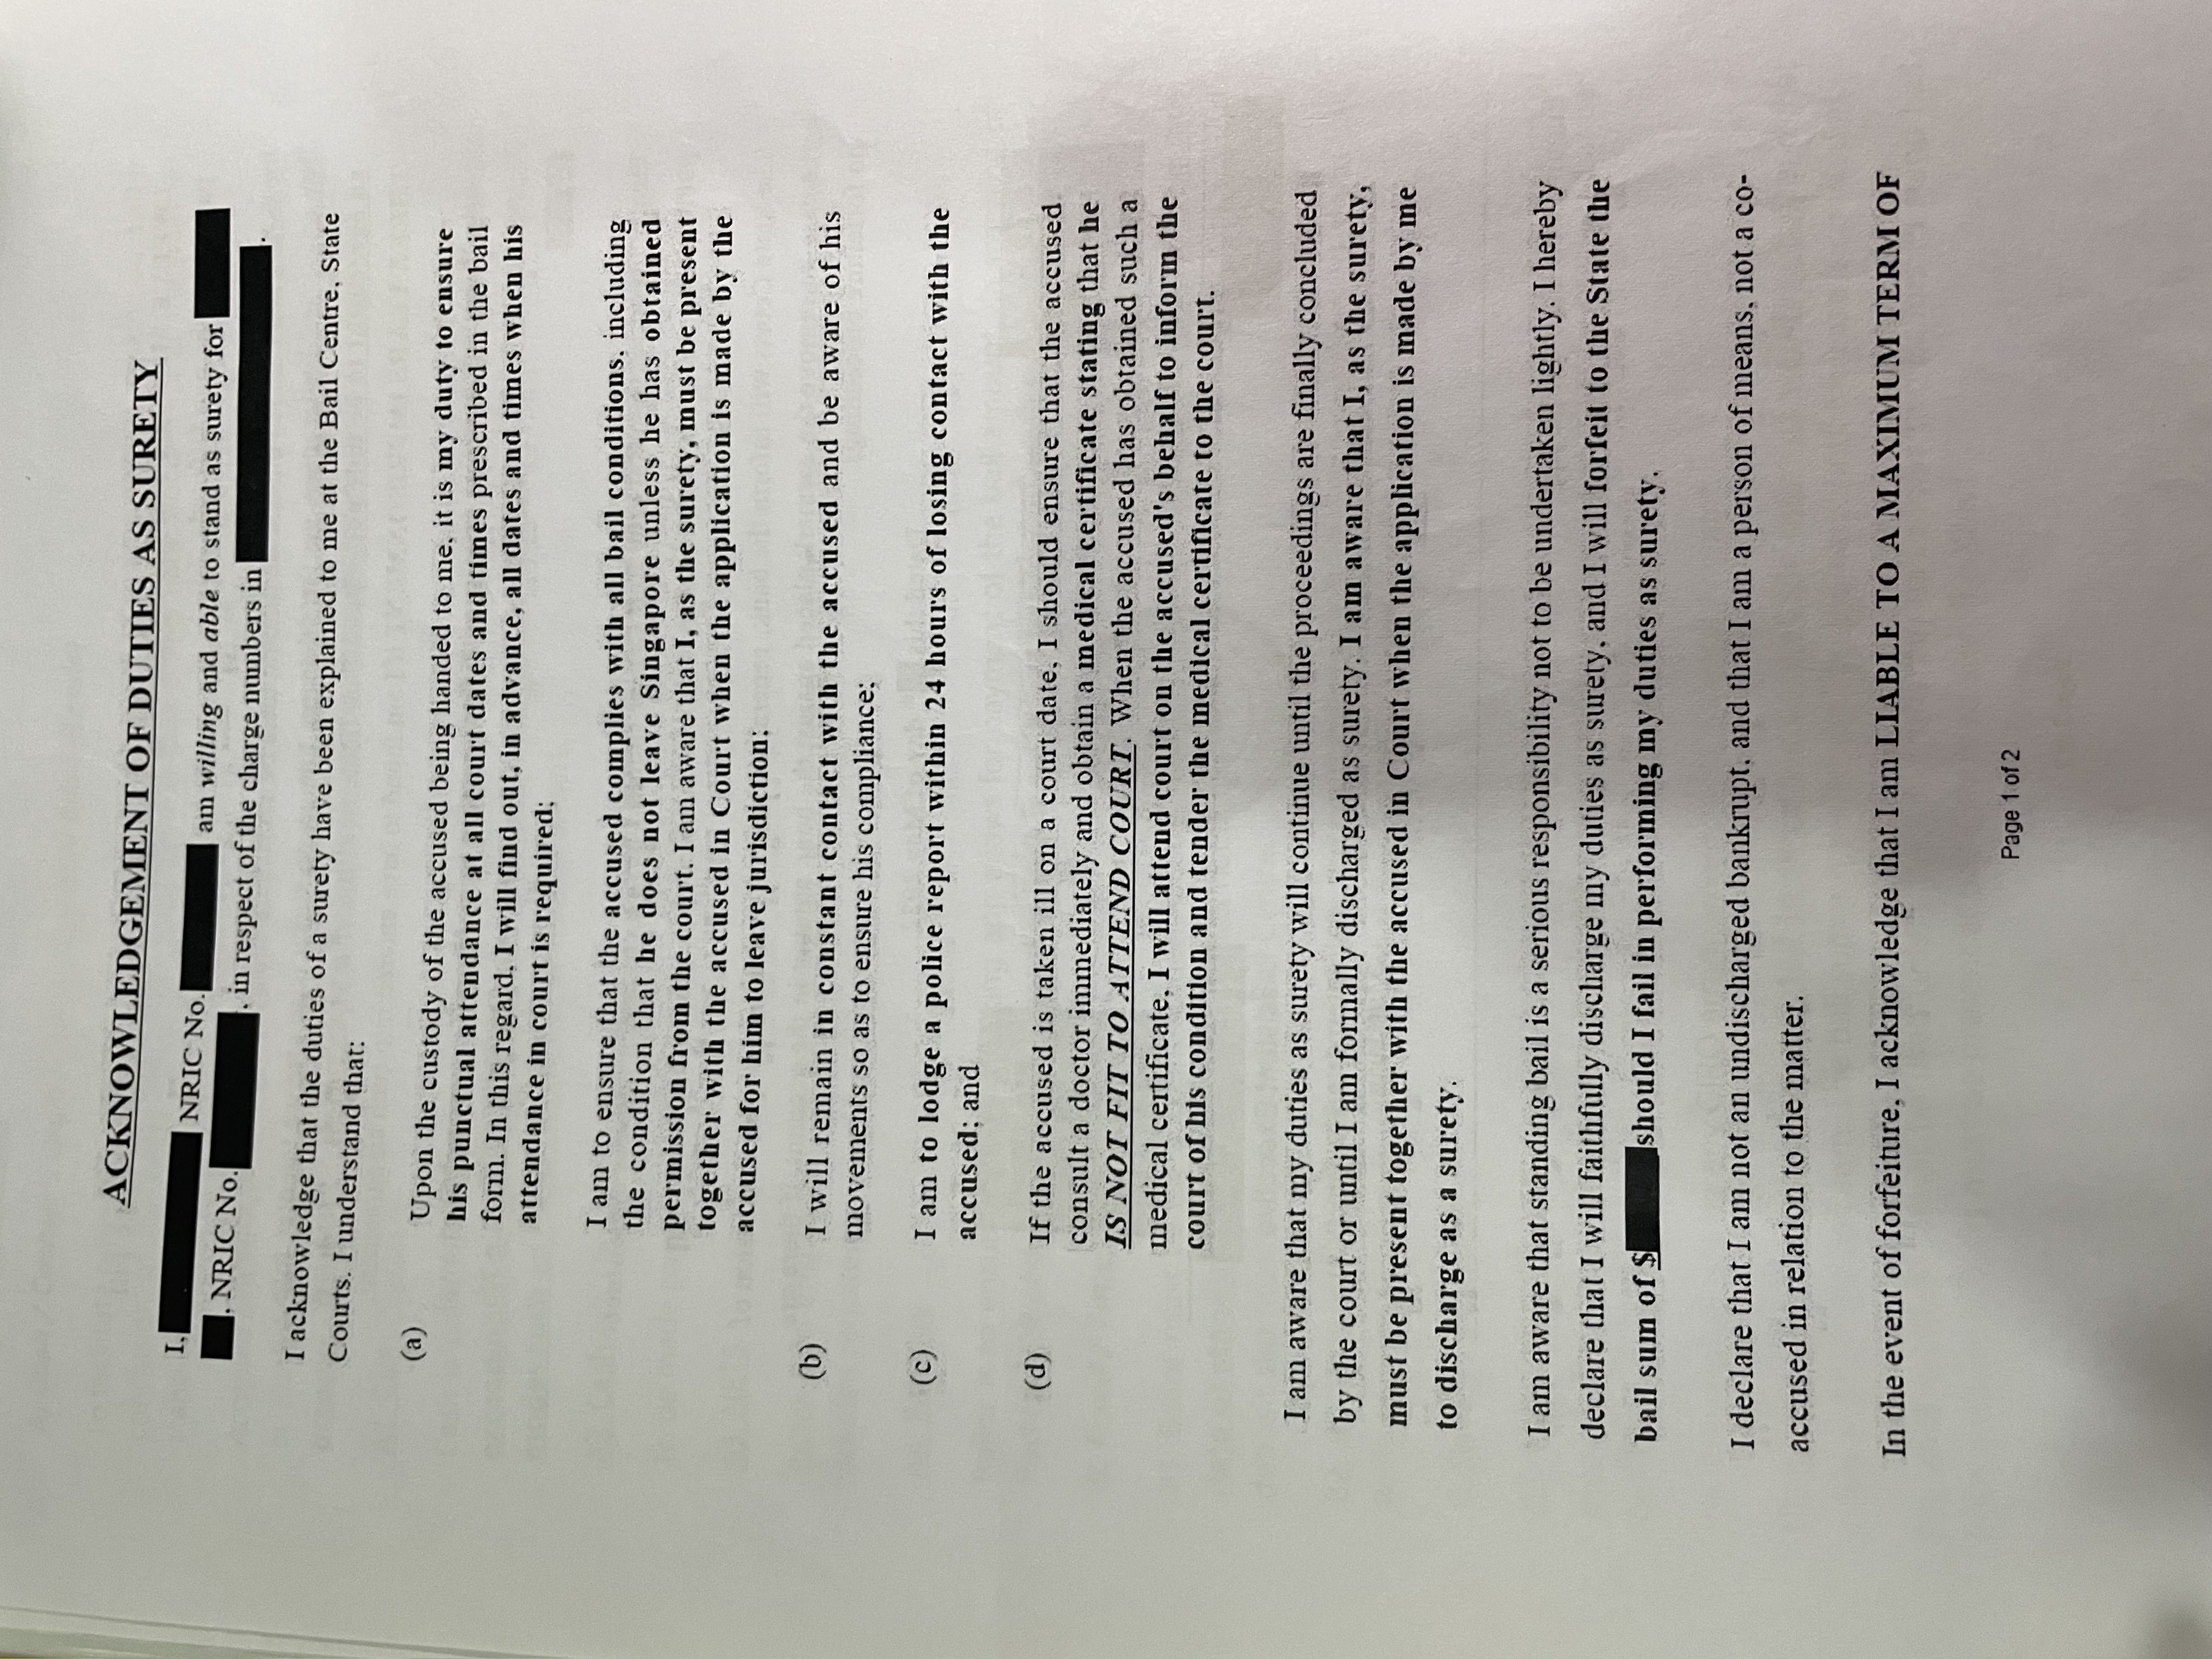 ACKNOWLEDGEMENT OF DUTIES AS SURETY
I, NRIC No. am willing and able to stand as surety for
, NRIC No. , in respect of the charge numbers in .
I acknowledge that the duties of a surety have been explained to me at the Bail Centre, State
Courts. I understand that:
(a) Upon the custody of the accused being handed to me, it is my duty to ensure
his punctual attendance at all court dates and times prescribed in the bail
form. In this regard, I will find out, in advance, all dates and times when his
attendance in court is required;
I am to ensure that the accused complies with all bail conditions, including
the condition that he does not leave Singapore unless he has obtained
permission from the court. I am aware that I, as the surety, must be present
together with the accused in Court when the application is made by the
accused for him to leave jurisdiction;
(b) I will remain in constant contact with the accused and be aware of his
movements so as to ensure his compliance;
(c) I am to lodge a police report within 24 hours of losing contact with the
accused; and
(d) If the accused is taken ill on a court date, I should ensure that the accused
consult a doctor immediately and obtain a medical certificate stating that he
IS NOT FIT TO ATTEND COURT. When the accused has obtained such a
medical certificate, I will attend court on the accused's behalf to inform the
court of his condition and tender the medical certificate to the court.
I am aware that my duties as surety will continue until the proceedings are finally concluded
by the court or until I am formally discharged as surety. I am aware that I, as the surety,
must be present together with the accused in Court when the application is made by me
to discharge as a surety.
I am aware that standing bail is a serious responsibility not to be undertaken lightly. I hereby
declare that I will faithfully discharge my duties as surety, and I will forfeit to the State the
bail sum of $ should I fail in performing my duties as surety.
I declare that I am not an undischarged bankrupt, and that I am a person of means, not a co-
accused in relation to the matter.
In the event of forfeiture, I acknowledge that I am LIABLE TO A MAXIMUM TERM OF
Page 1 of 2